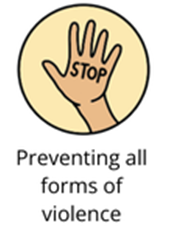 STOP
Preventing all
forms of
violence